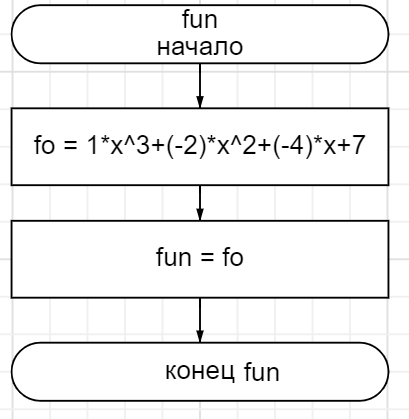 fun
начало
fo = 1*x^3+(-2)*x^2+(-4)*x+7
fun = fo
конец fun